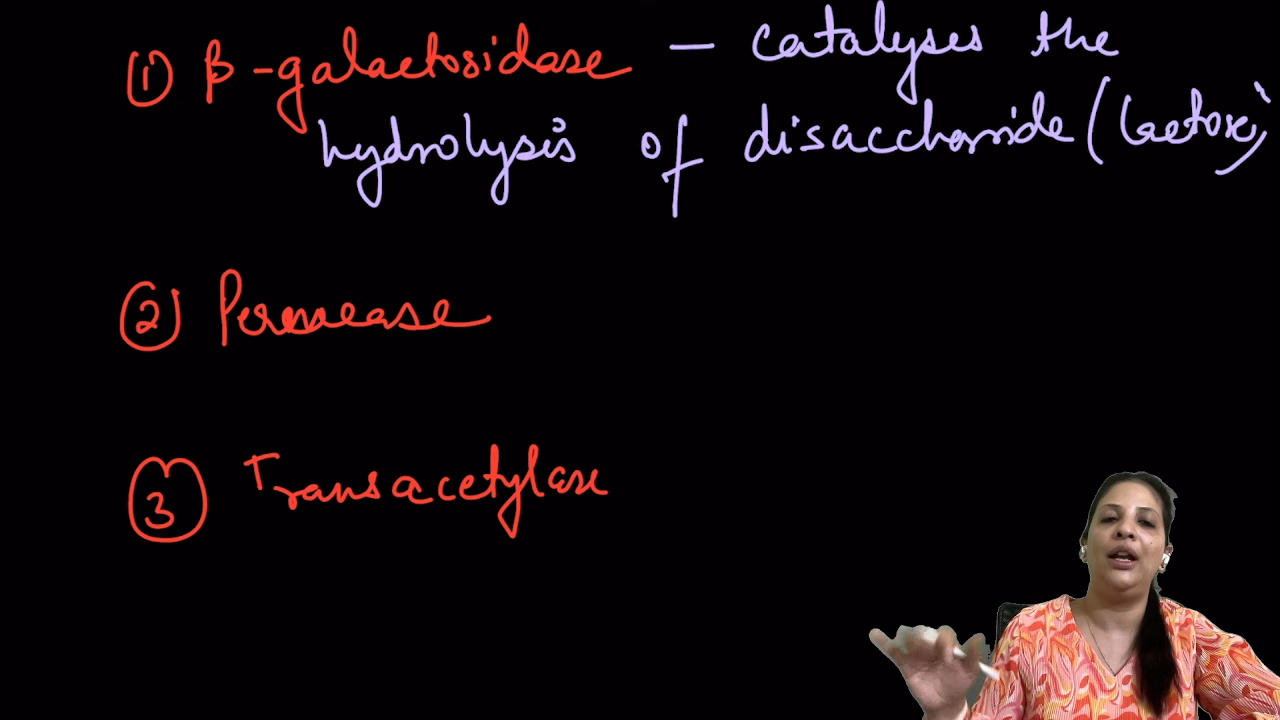 ① β-galactosidase – catalyses the
hydrolysis of disaccharide (lactose)
② Permease
③ Transacetylase